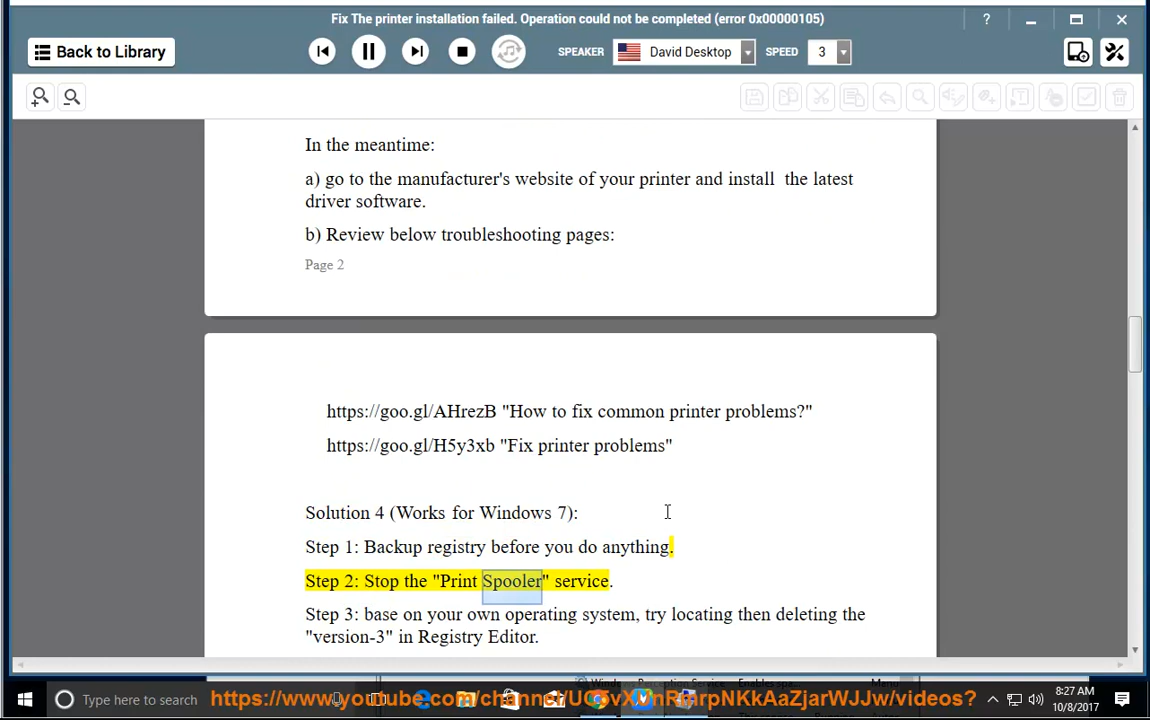 Fix The printer installation failed. Operation could not be completed (error 0x00000105)
?
Back to Library
SPEAKER
David Desktop
SPEED
3
In the meantime:
a) go to the manufacturer's website of your printer and install the latest
driver software.
b) Review below troubleshooting pages:
Page 2
https://goo.gl/AHrezB "How to fix common printer problems?"
https://goo.gl/H5y3xb "Fix printer problems"
Solution 4 (Works for Windows 7):
Step 1: Backup registry before you do anything.
Step 2: Stop the "Print Spooler" service.
Step 3: base on your own operating system, try locating then deleting the
"version-3" in Registry Editor.
Type here to search
8:27 AM
10/8/2017